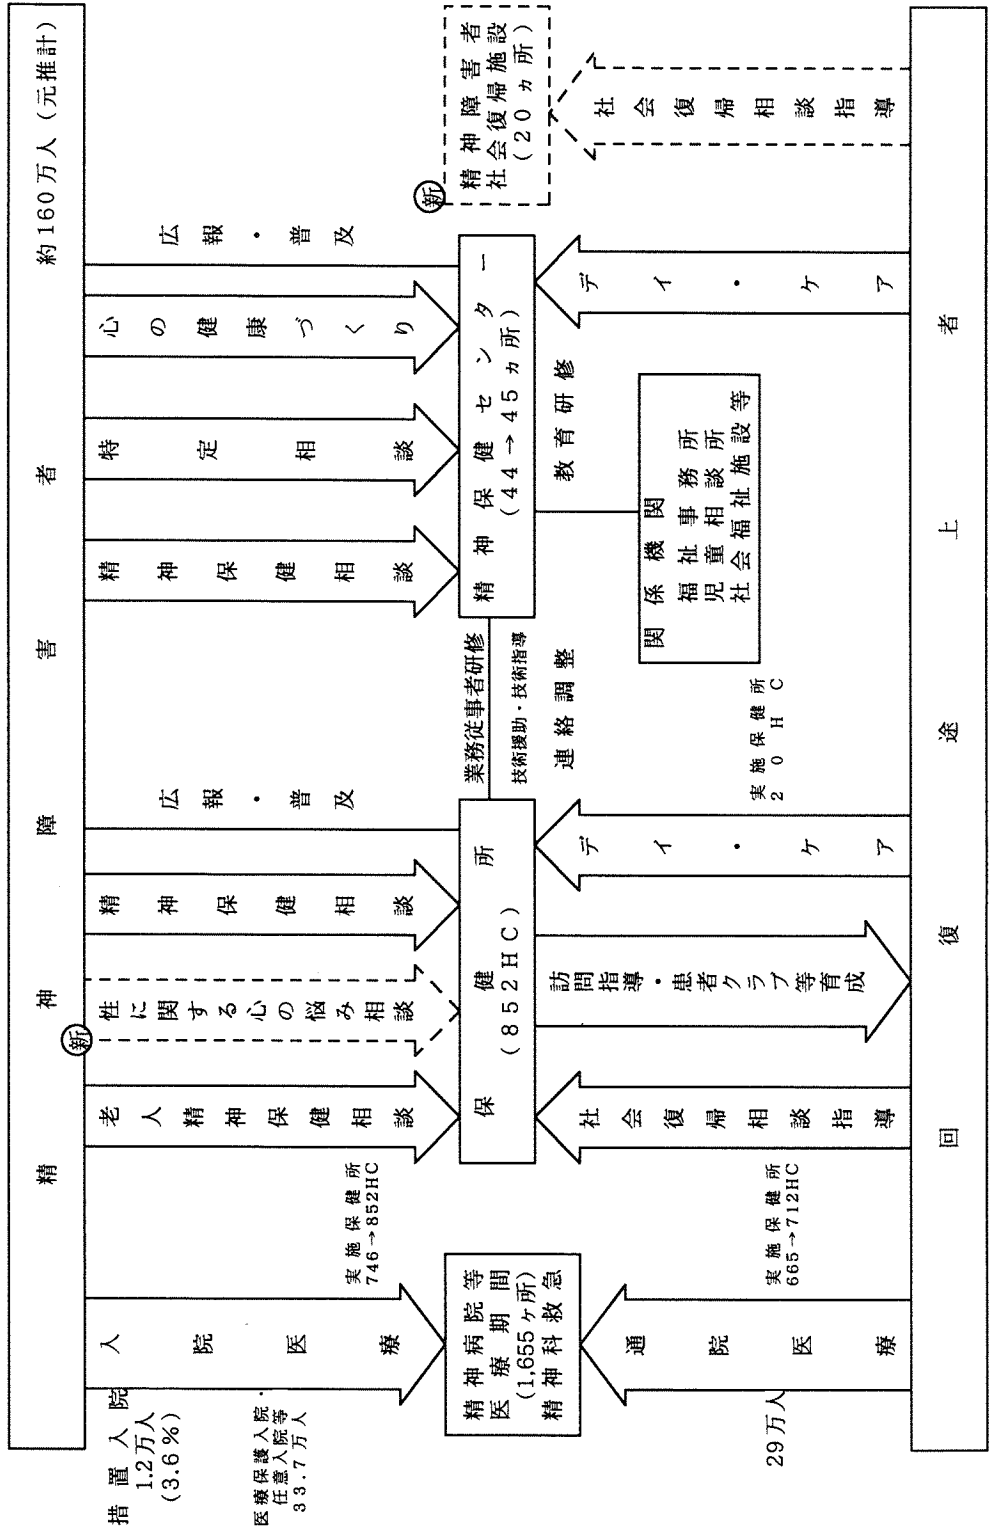 精神障害者
約160万人（元推計）
措置入院
1.2万人
(3.6%)
医療保護入院・
任意入院等
33.7万人
入院医療
実施保健所
746→852HC
老人精神保健相談
新
性に関する心の悩み相談
精神保健相談
広報・普及
精神保健相談
特定相談
心の健康づくり
広報・普及
精神病院等
医療期間
(1,655ヶ所)
精神科救急
保健所
(852HC)
業務従事者研修
技術援助・技術指導
連絡調整
精神保健センター
(44→45ヵ所)
教育研修
新
精神障害者
社会復帰施設
(20ヵ所)
関係機関
福祉事務所
児童相談所
社会福祉施設等
29万人
通院医療
実施保健所
665→712HC
社会復帰相談指導
訪問指導・患者クラブ等育成
デイ・ケア
実施保健所
20HC
デイ・ケア
社会復帰相談指導
回復途上者